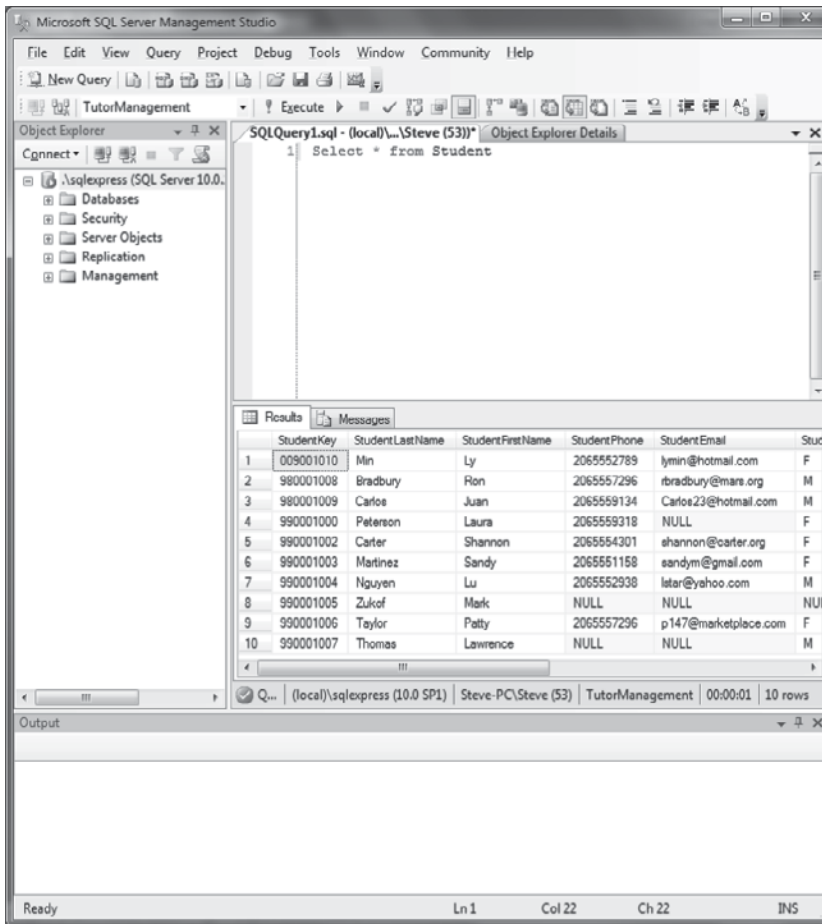 Microsoft SQL Server Management Studio
File Edit View Query Project Debug Tools Window Community Help
New Query
TutorManagement Execute
Object Explorer
SQLQuery1.sql - (local)\...\Steve (53))* Object Explorer Details
Connect
1 Select * from Student
.\sqlexpress (SQL Server 10.0.
Databases
Security
Server Objects
Replication
Management
Results Messages
StudentKey StudentLastName StudentFirstName StudentPhone StudentEmail Stud
1 009001010 Min Ly 2065552789 lymin@hotmail.com F
2 980001008 Bradbury Ron 2065557296 rbradbury@mars.org M
3 980001009 Carlos Juan 2065559134 Carlos23@hotmail.com M
4 990001000 Peterson Laura 2065559318 NULL F
5 990001002 Carter Shannon 2065554301 shannon@carter.org F
6 990001003 Martinez Sandy 2065551158 sandym@gmail.com F
7 990001004 Nguyen Lu 2065552938 lstar@yahoo.com M
8 990001005 Zukof Mark NULL NULL NU
9 990001006 Taylor Patty 2065557296 p147@marketplace.com F
10 990001007 Thomas Lawrence NULL NULL M
Q... (local)\sqlexpress (10.0 SP1) Steve-PC\Steve (53) TutorManagement 00:00:01 10 rows
Output
Ready Ln 1 Col 22 Ch 22 INS